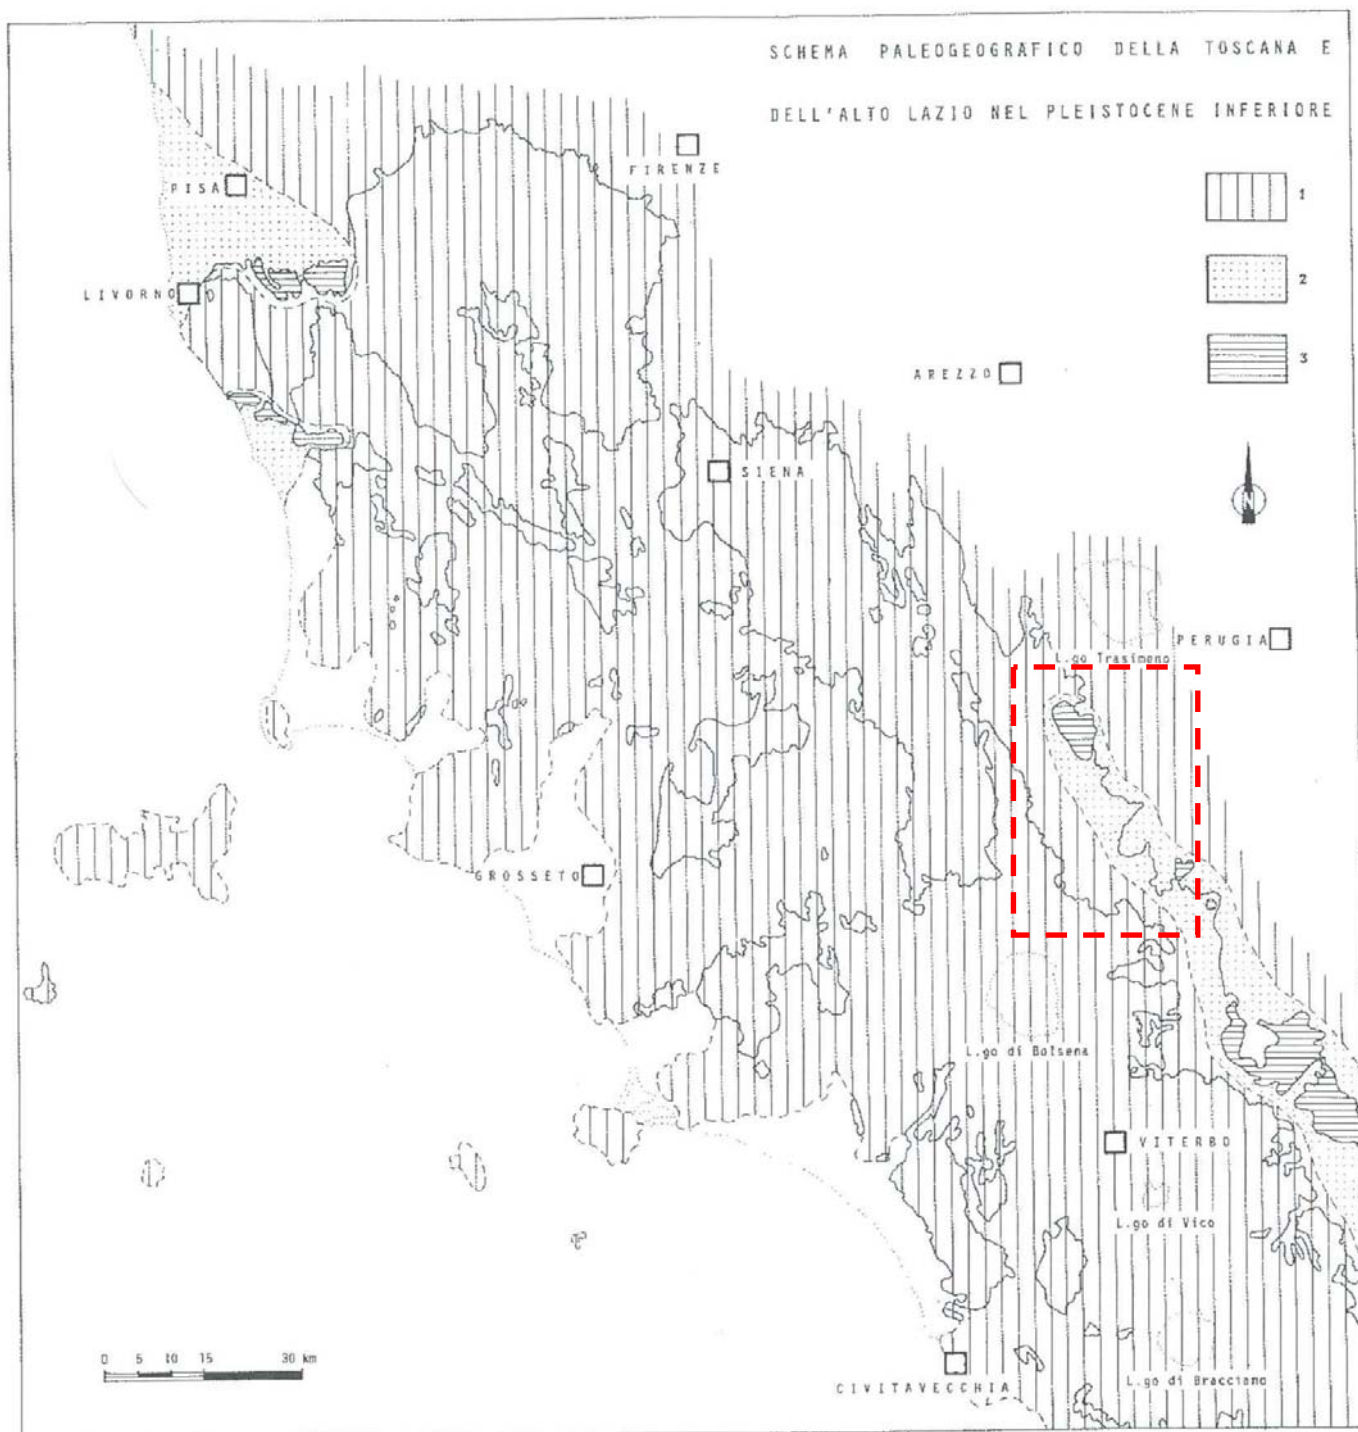 SCHEMA PALEOGEOGRAFICO DELLA TOSCANA E
DELL'ALTO LAZIO NEL PLEISTOCENE INFERIORE
FIRENZE
1
PISA
2
LIVORNO
3
AREZZO
SIENA
PERUGIA
L.go Trasimeno
GROSSETO
L.go di Bolsena
VITERBO
L.go di Vico
0 5 10 15 30 km
CIVITAVECCHIA
L.go di Bracciano